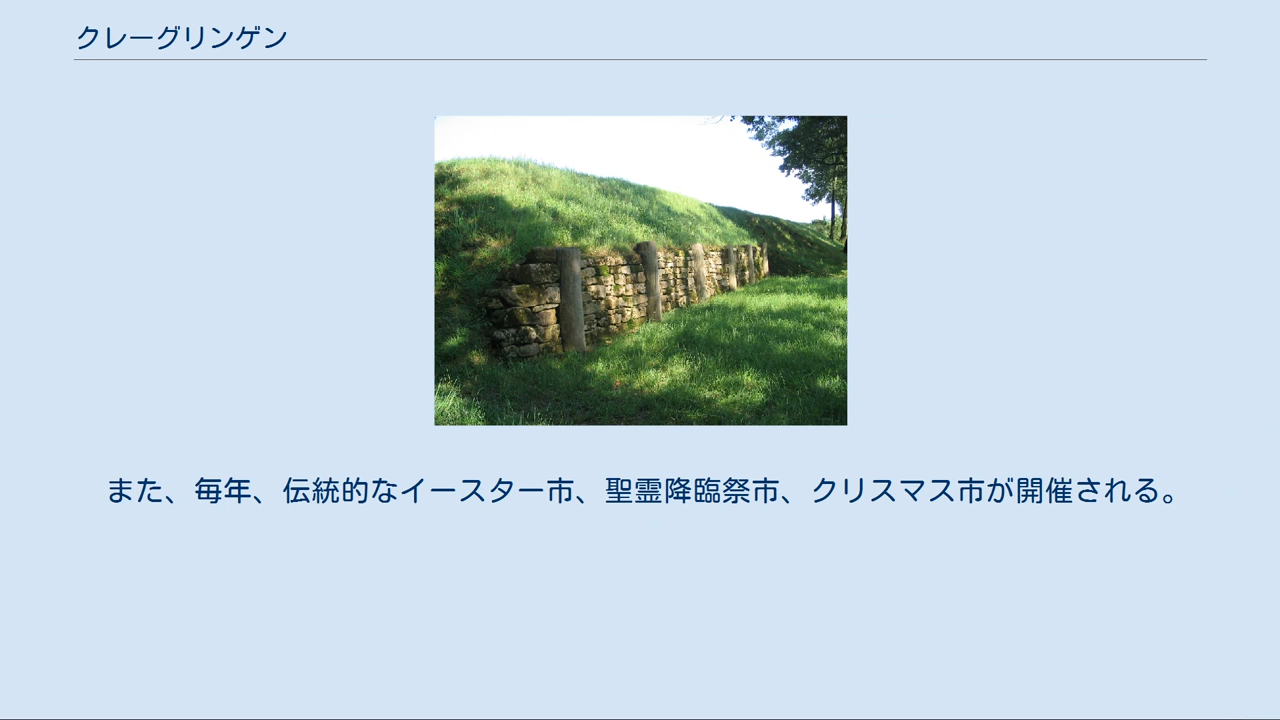 クレーグリンゲン
また、毎年、伝統的なイースター市、聖霊降臨祭市、クリスマス市が開催される。